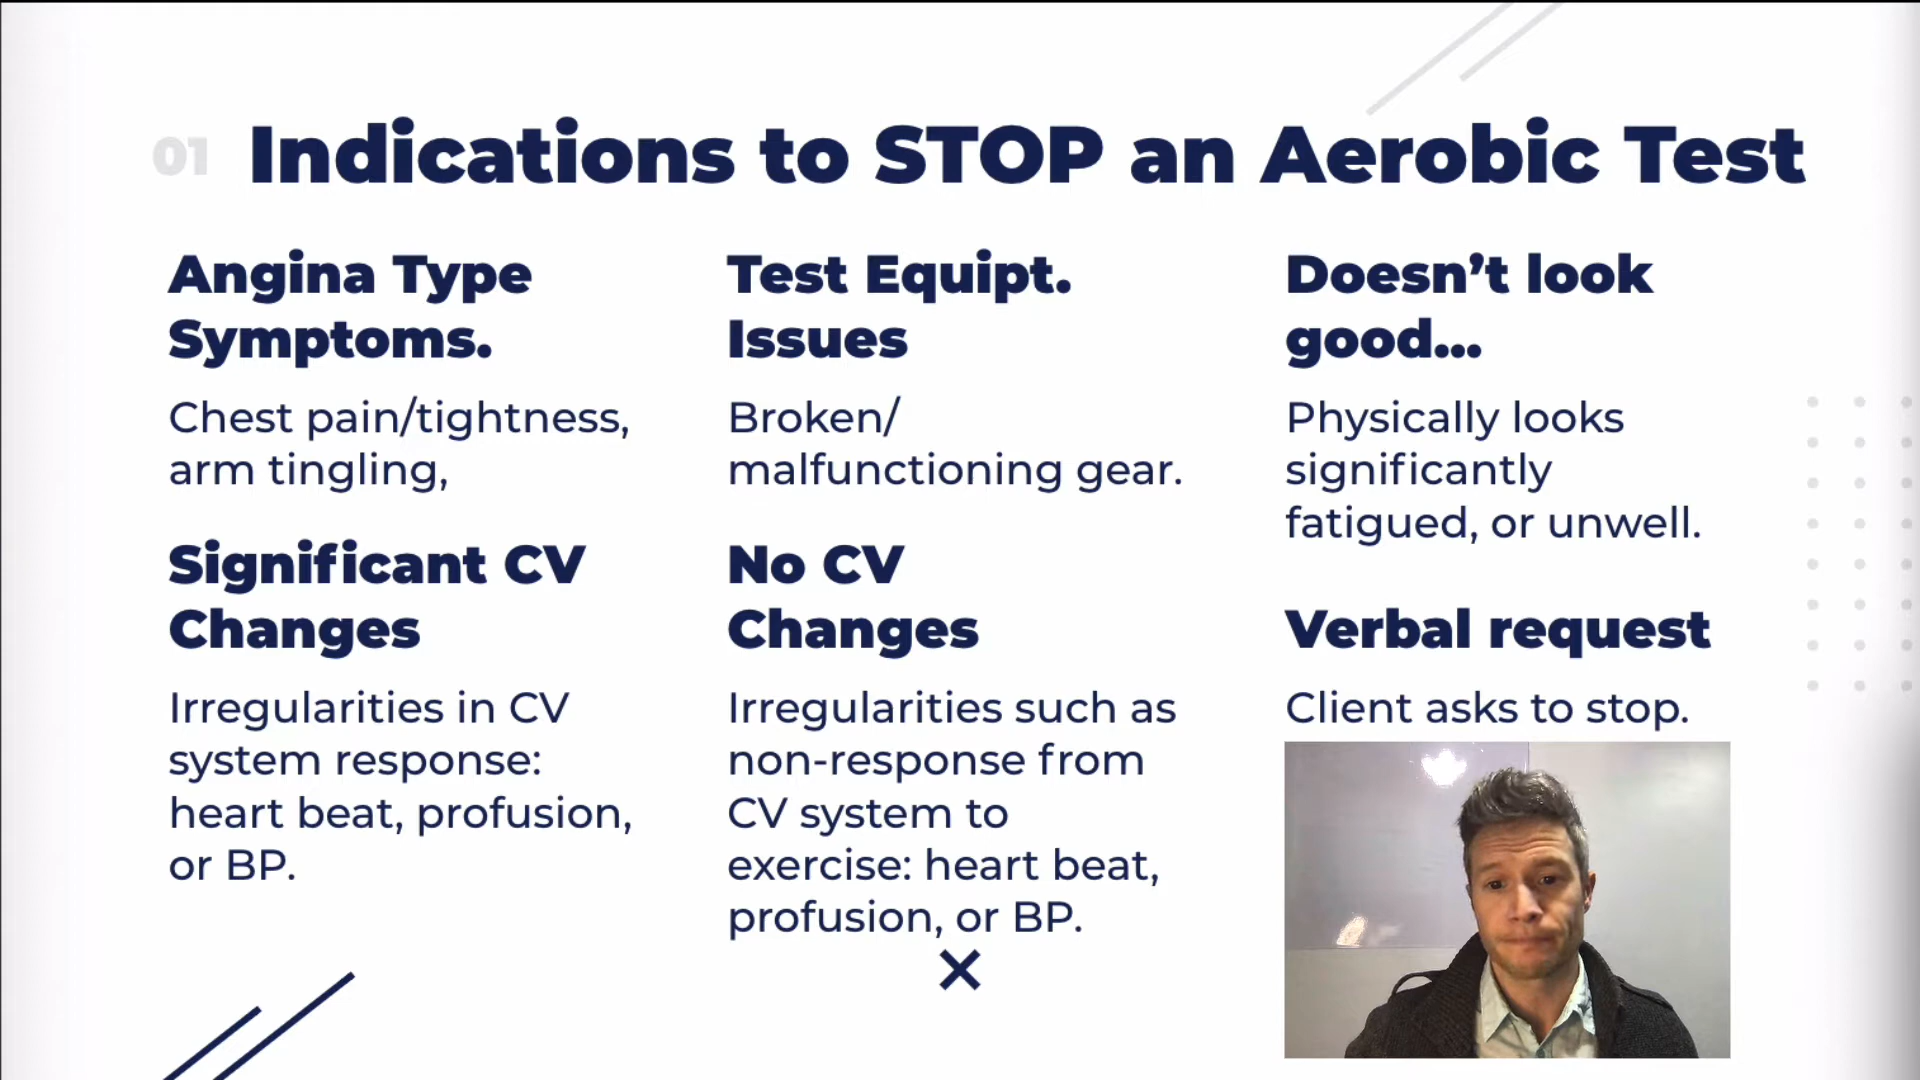 01 Indications to STOP an Aerobic Test
Angina Type
Symptoms.
Chest pain/tightness,
arm tingling,
Significant CV
Changes
Irregularities in CV
system response:
heart beat, profusion,
or BP.
Test Equipt.
Issues
Broken/
malfunctioning gear.
No CV
Changes
Irregularities such as
non-response from
CV system to
exercise: heart beat,
profusion, or BP.
Doesn’t look
good...
Physically looks
significantly
fatigued, or unwell.
Verbal request
Client asks to stop.